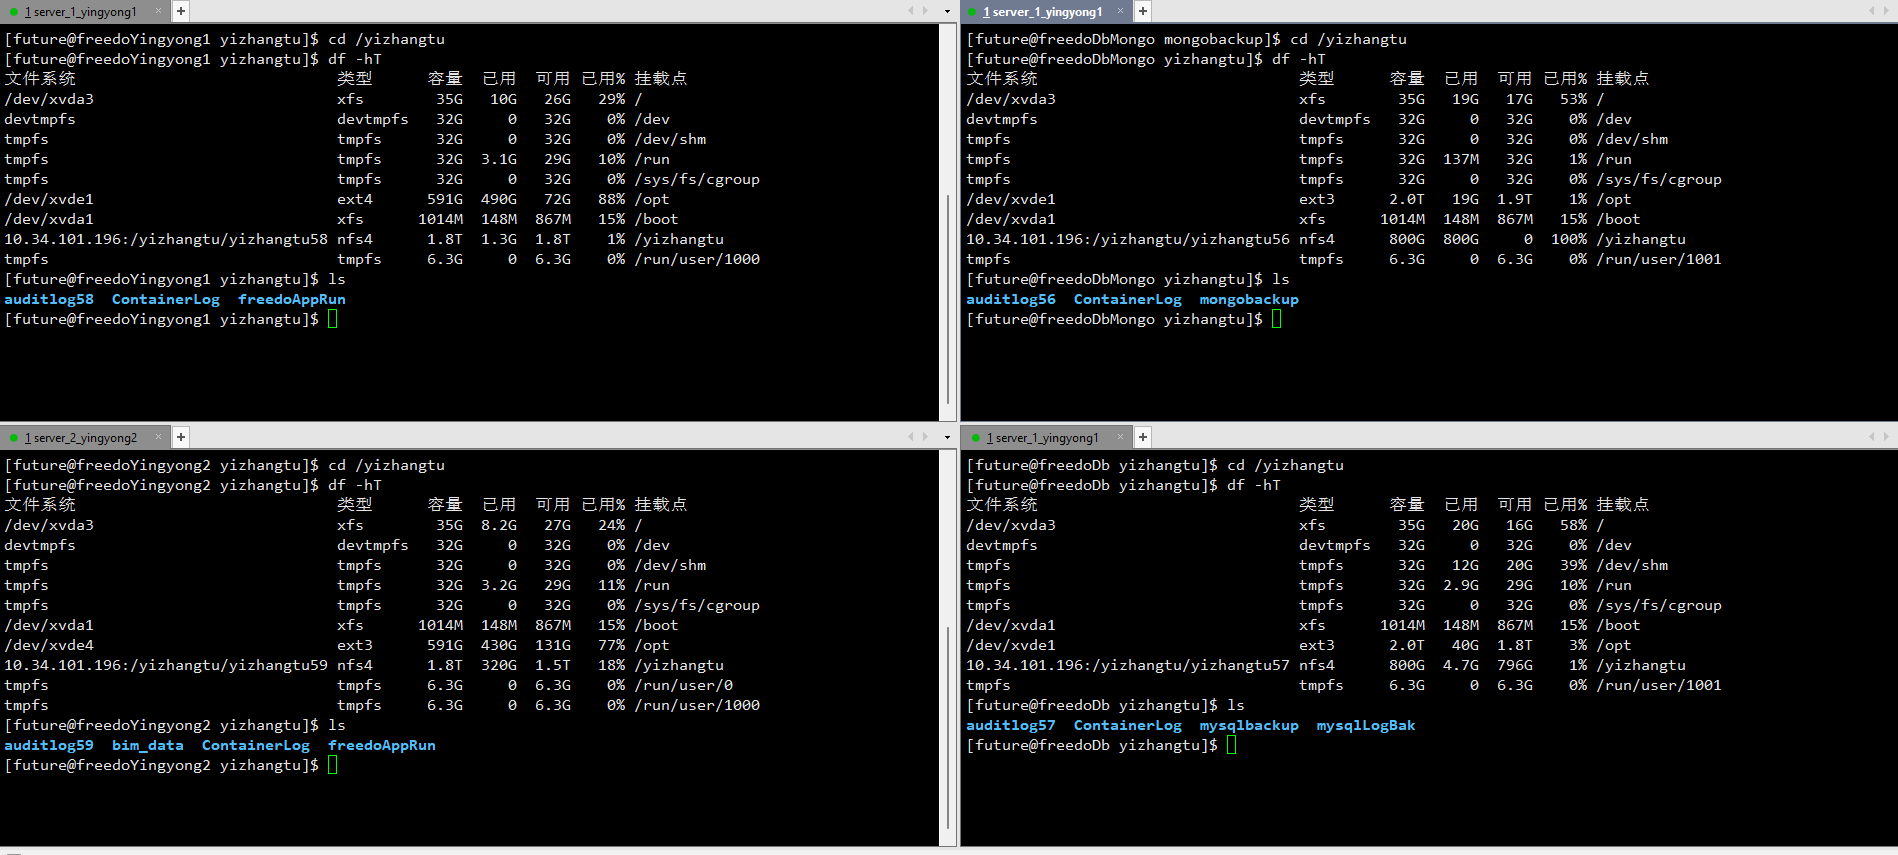 1 server_1_yingyong1 × +
[future@freedoYingyong1 yizhangtu]$ cd /yizhangtu
[future@freedoYingyong1 yizhangtu]$ df -hT
文件系统 类型 容量 已用 可用 已用% 挂载点
/dev/xvda3 xfs 35G 10G 26G 29% /
devtmpfs devtmpfs 32G 0 32G 0% /dev
tmpfs tmpfs 32G 0 32G 0% /dev/shm
tmpfs tmpfs 32G 3.1G 29G 10% /run
tmpfs tmpfs 32G 0 32G 0% /sys/fs/cgroup
/dev/xvde1 ext4 591G 490G 72G 88% /opt
/dev/xvda1 xfs 1014M 148M 867M 15% /boot
10.34.101.196:/yizhangtu/yizhangtu58 nfs4 1.8T 1.3G 1.8T 1% /yizhangtu
tmpfs tmpfs 6.3G 0 6.3G 0% /run/user/1000
[future@freedoYingyong1 yizhangtu]$ ls
auditlog58 ContainerLog freedoAppRun
[future@freedoYingyong1 yizhangtu]$
1 server_1_yingyong1 × +
[future@freedoDbMongo mongobackup]$ cd /yizhangtu
[future@freedoDbMongo yizhangtu]$ df -hT
文件系统 类型 容量 已用 可用 已用% 挂载点
/dev/xvda3 xfs 35G 19G 17G 53% /
devtmpfs devtmpfs 32G 0 32G 0% /dev
tmpfs tmpfs 32G 0 32G 0% /dev/shm
tmpfs tmpfs 32G 137M 32G 1% /run
tmpfs tmpfs 32G 0 32G 0% /sys/fs/cgroup
/dev/xvde1 ext3 2.0T 19G 1.9T 1% /opt
/dev/xvda1 xfs 1014M 148M 867M 15% /boot
10.34.101.196:/yizhangtu/yizhangtu56 nfs4 800G 800G 0 100% /yizhangtu
tmpfs tmpfs 6.3G 0 6.3G 0% /run/user/1001
[future@freedoDbMongo yizhangtu]$ ls
auditlog56 ContainerLog mongobackup
[future@freedoDbMongo yizhangtu]$
1 server_2_yingyong2 × +
[future@freedoYingyong2 yizhangtu]$ cd /yizhangtu
[future@freedoYingyong2 yizhangtu]$ df -hT
文件系统 类型 容量 已用 可用 已用% 挂载点
/dev/xvda3 xfs 35G 8.2G 27G 24% /
devtmpfs devtmpfs 32G 0 32G 0% /dev
tmpfs tmpfs 32G 0 32G 0% /dev/shm
tmpfs tmpfs 32G 3.2G 29G 11% /run
tmpfs tmpfs 32G 0 32G 0% /sys/fs/cgroup
/dev/xvda1 xfs 1014M 148M 867M 15% /boot
/dev/xvde4 ext3 591G 430G 131G 77% /opt
10.34.101.196:/yizhangtu/yizhangtu59 nfs4 1.8T 320G 1.5T 18% /yizhangtu
tmpfs tmpfs 6.3G 0 6.3G 0% /run/user/0
tmpfs tmpfs 6.3G 0 6.3G 0% /run/user/1000
[future@freedoYingyong2 yizhangtu]$ ls
auditlog59 bim_data ContainerLog freedoAppRun
[future@freedoYingyong2 yizhangtu]$
1 server_1_yingyong1 × +
[future@freedoDb yizhangtu]$ cd /yizhangtu
[future@freedoDb yizhangtu]$ df -hT
文件系统 类型 容量 已用 可用 已用% 挂载点
/dev/xvda3 xfs 35G 20G 16G 58% /
devtmpfs devtmpfs 32G 0 32G 0% /dev
tmpfs tmpfs 32G 12G 20G 39% /dev/shm
tmpfs tmpfs 32G 2.9G 29G 10% /run
tmpfs tmpfs 32G 0 32G 0% /sys/fs/cgroup
/dev/xvda1 xfs 1014M 148M 867M 15% /boot
/dev/xvde1 ext3 2.0T 40G 1.8T 3% /opt
10.34.101.196:/yizhangtu/yizhangtu57 nfs4 800G 4.7G 796G 1% /yizhangtu
tmpfs tmpfs 6.3G 0 6.3G 0% /run/user/1001
[future@freedoDb yizhangtu]$ ls
auditlog57 ContainerLog mysqlbackup mysqlLogBak
[future@freedoDb yizhangtu]$